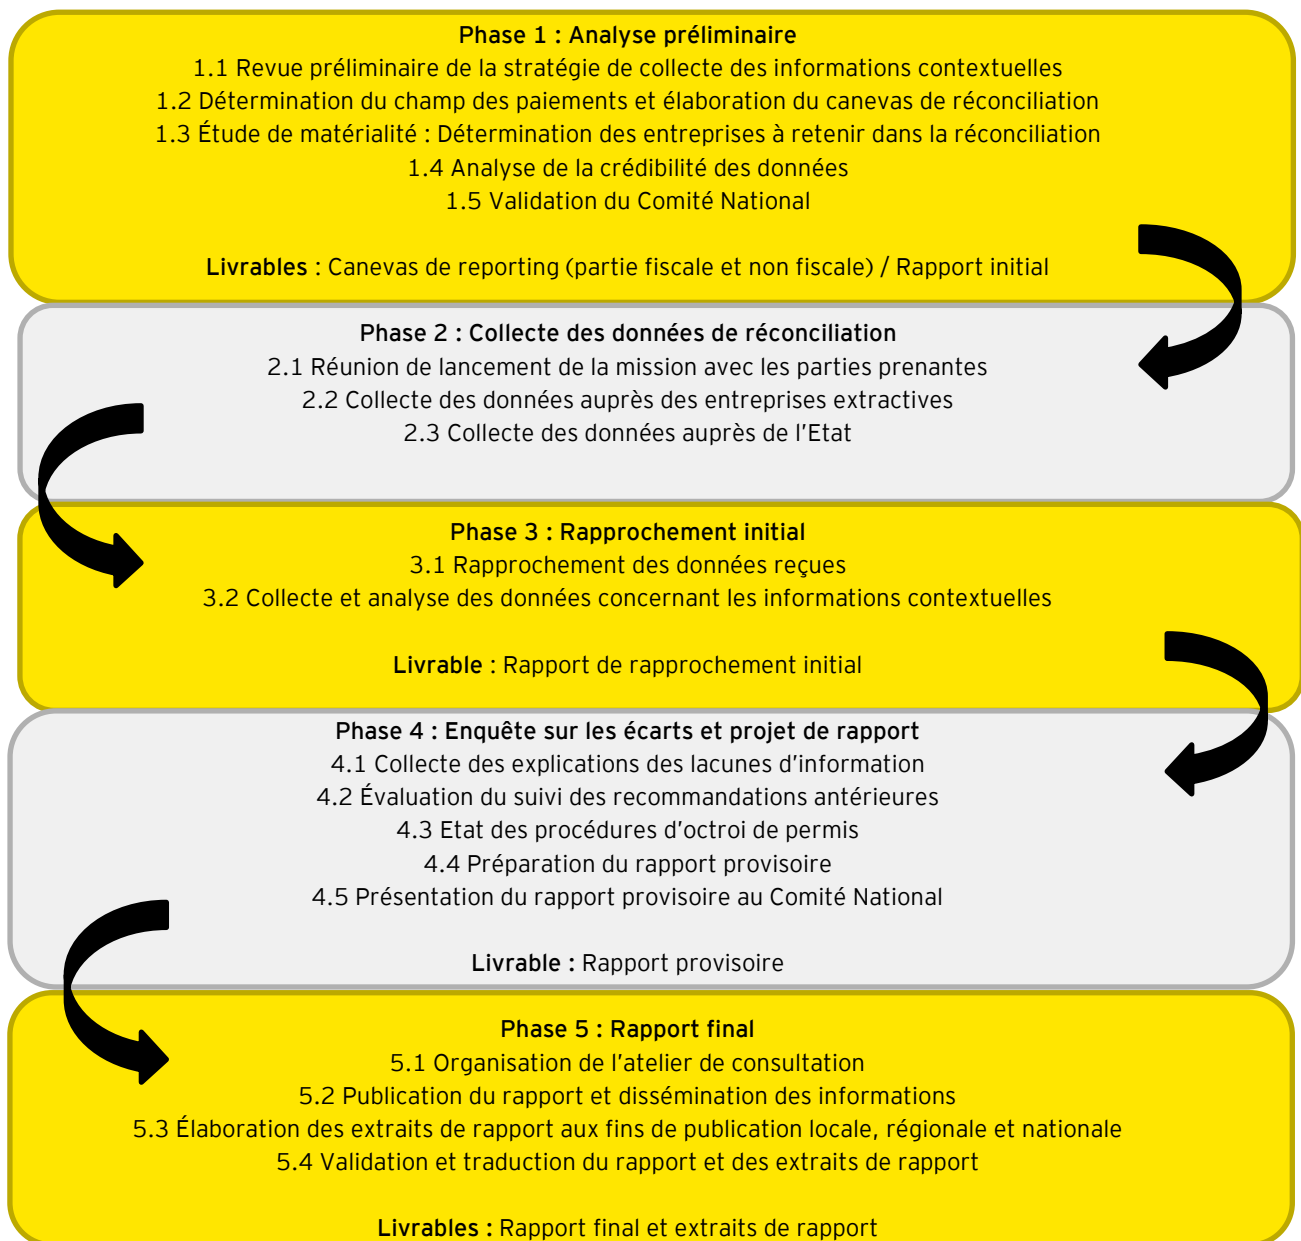 Phase 1 : Analyse préliminaire
1.1 Revue préliminaire de la stratégie de collecte des informations contextuelles
1.2 Détermination du champ des paiements et élaboration du canevas de réconciliation
1.3 Étude de matérialité : Détermination des entreprises à retenir dans la réconciliation
1.4 Analyse de la crédibilité des données
1.5 Validation du Comité National
Livrables : Canevas de reporting (partie fiscale et non fiscale) / Rapport initial
Phase 2 : Collecte des données de réconciliation
2.1 Réunion de lancement de la mission avec les parties prenantes
2.2 Collecte des données auprès des entreprises extractives
2.3 Collecte des données auprès de l’Etat
Phase 3 : Rapprochement initial
3.1 Rapprochement des données reçues
3.2 Collecte et analyse des données concernant les informations contextuelles
Livrable : Rapport de rapprochement initial
Phase 4 : Enquête sur les écarts et projet de rapport
4.1 Collecte des explications des lacunes d’information
4.2 Évaluation du suivi des recommandations antérieures
4.3 Etat des procédures d’octroi de permis
4.4 Préparation du rapport provisoire
4.5 Présentation du rapport provisoire au Comité National
Livrable : Rapport provisoire
Phase 5 : Rapport final
5.1 Organisation de l’atelier de consultation
5.2 Publication du rapport et dissémination des informations
5.3 Élaboration des extraits de rapport aux fins de publication locale, régionale et nationale
5.4 Validation et traduction du rapport et des extraits de rapport
Livrables : Rapport final et extraits de rapport